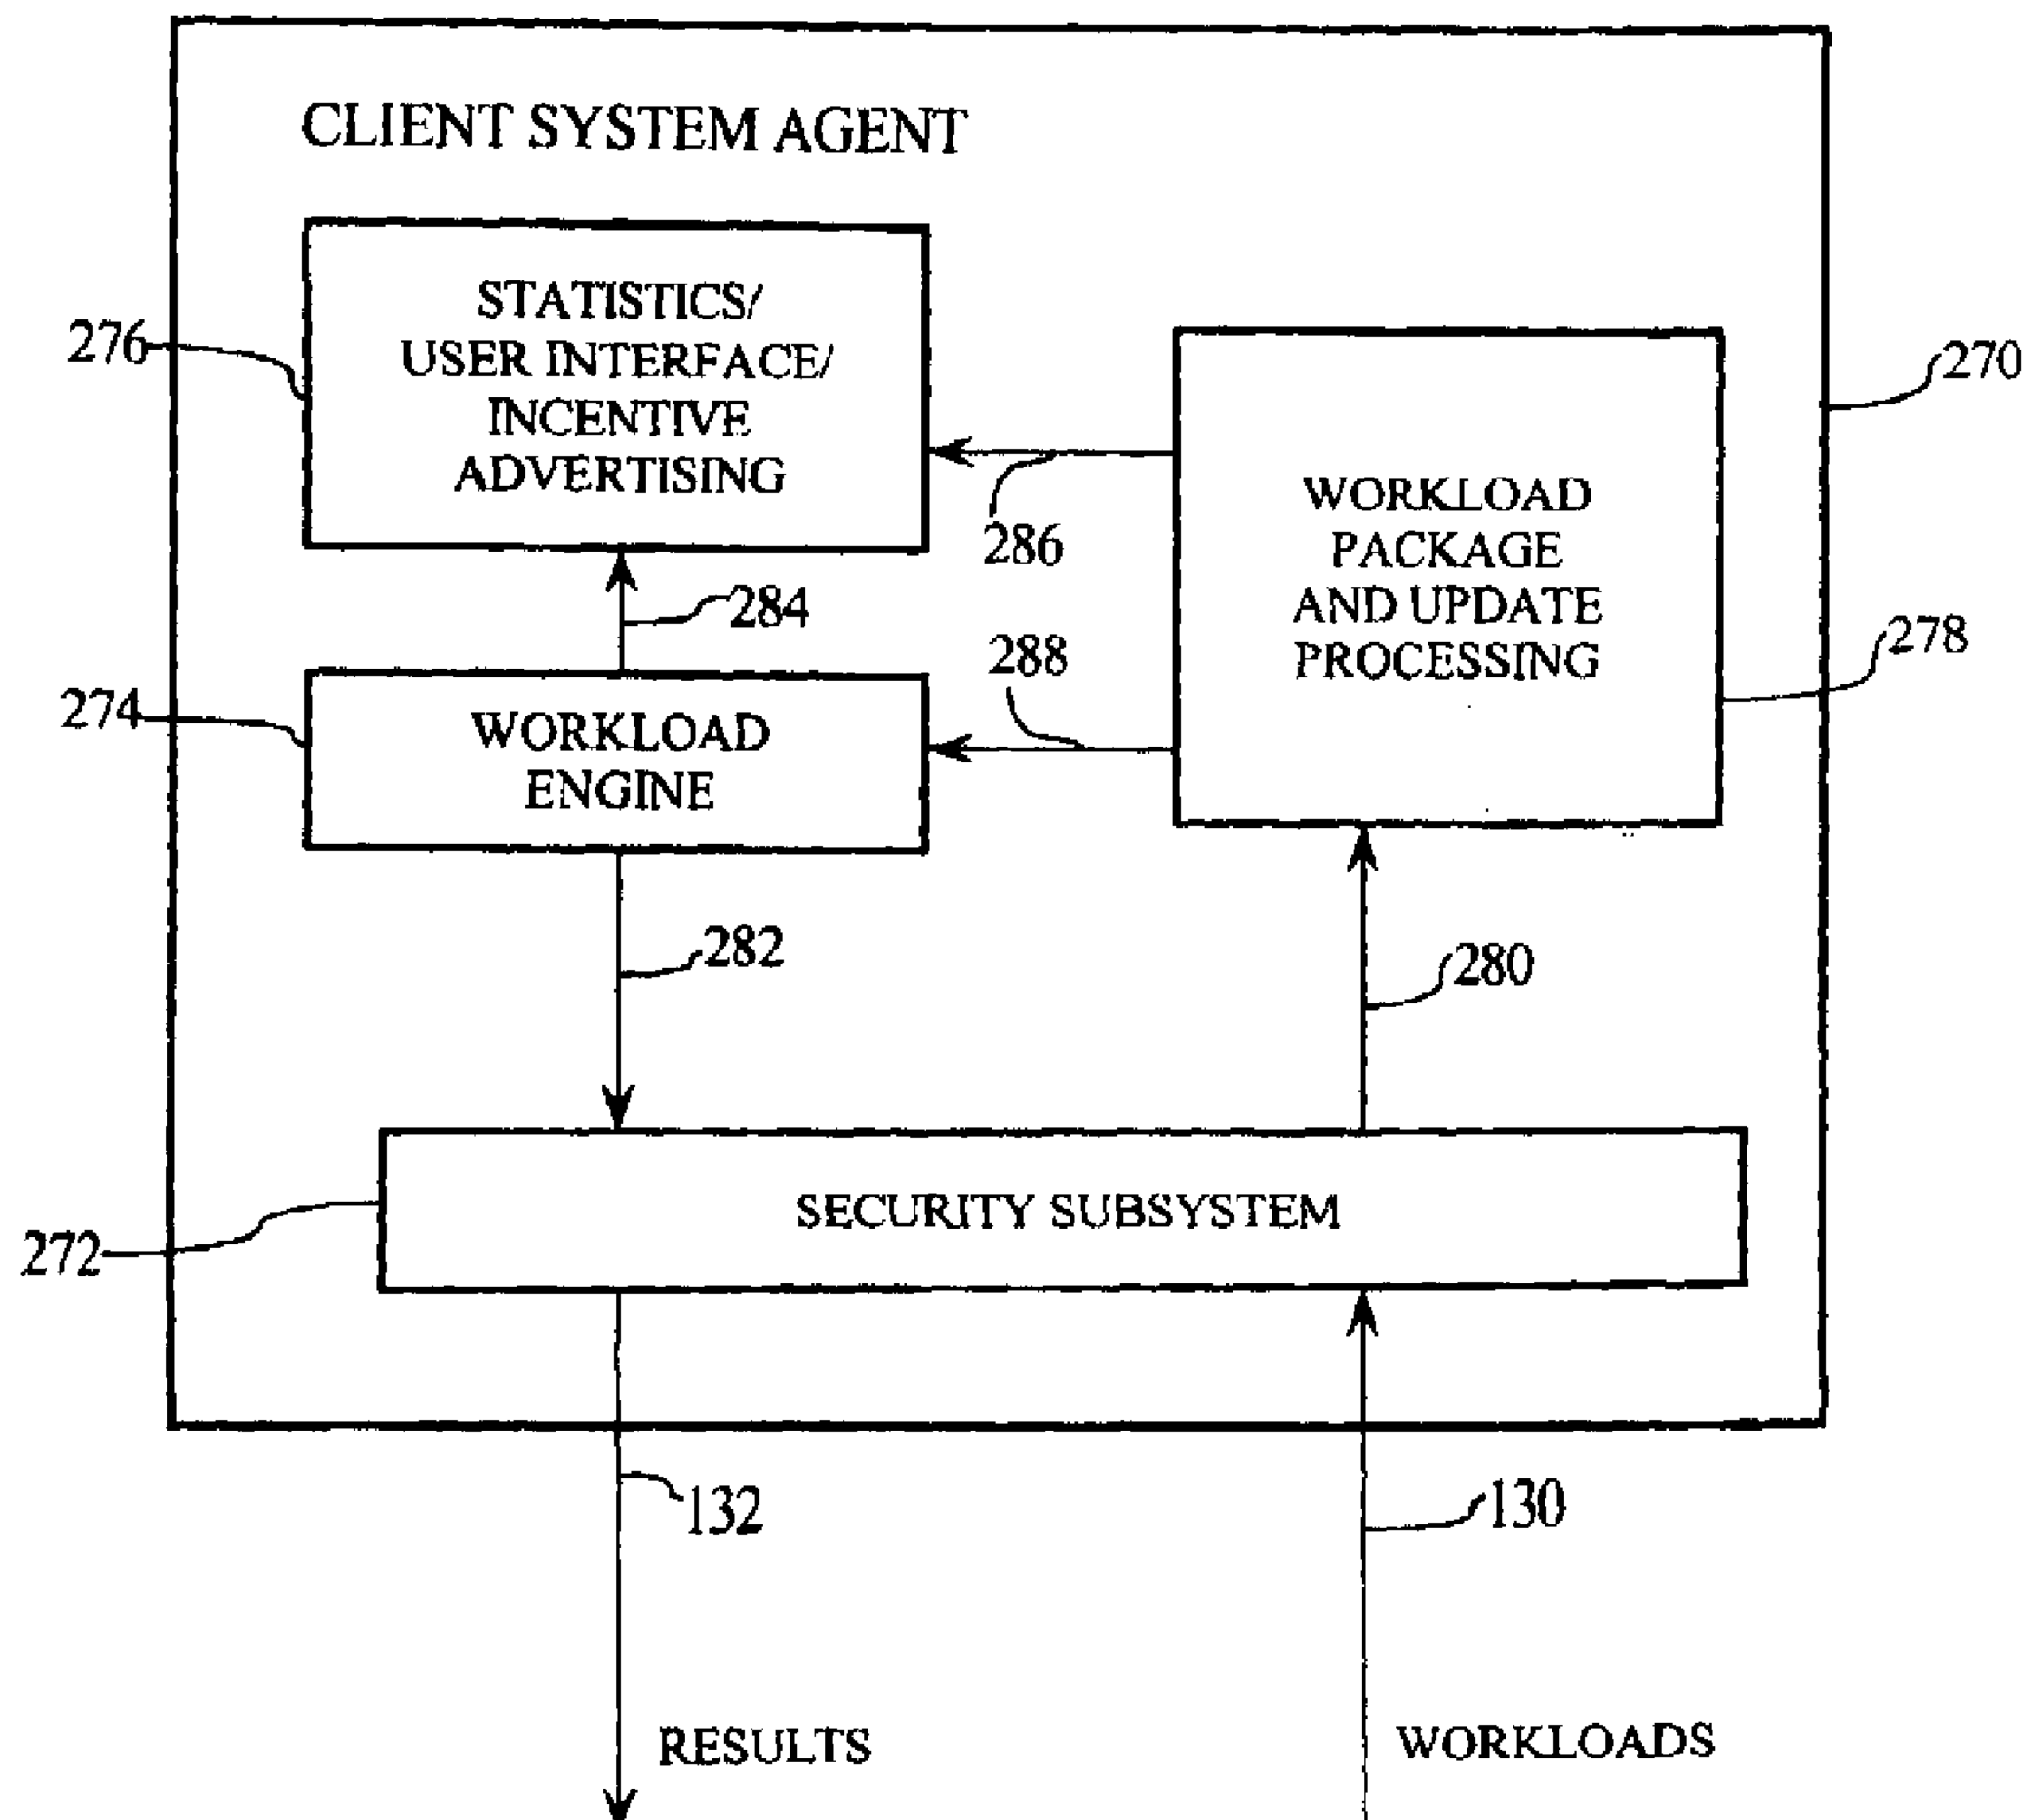 CLIENT SYSTEM AGENT
STATISTICS/
USER INTERFACE/
INCENTIVE
ADVERTISING
276
270
WORKLOAD
PACKAGE
AND UPDATE
PROCESSING
286
284
288
278
274
WORKLOAD
ENGINE
282
280
SECURITY SUBSYSTEM
272
132
130
RESULTS
WORKLOADS